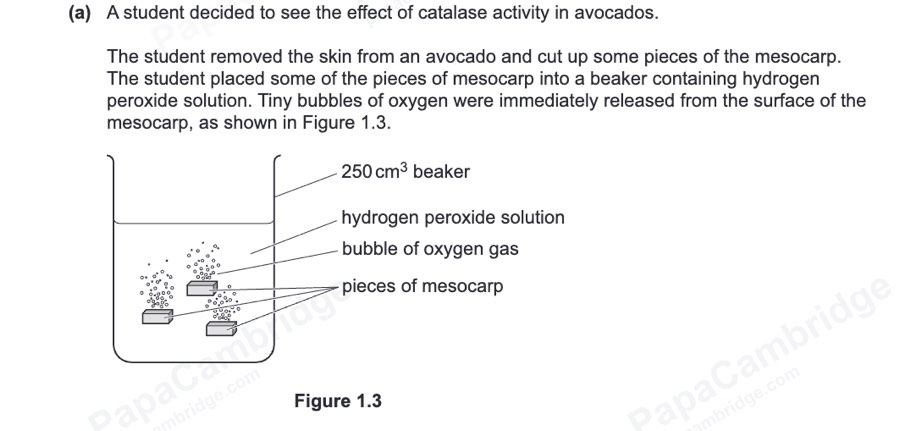 (a) A student decided to see the effect of catalase activity in avocados.
The student removed the skin from an avocado and cut up some pieces of the mesocarp.
The student placed some of the pieces of mesocarp into a beaker containing hydrogen
peroxide solution. Tiny bubbles of oxygen were immediately released from the surface of the
mesocarp, as shown in Figure 1.3.
250 cm³ beaker
hydrogen peroxide solution
bubble of oxygen gas
pieces of mesocarp
Figure 1.3
PapaCambridge
PapaCambridge